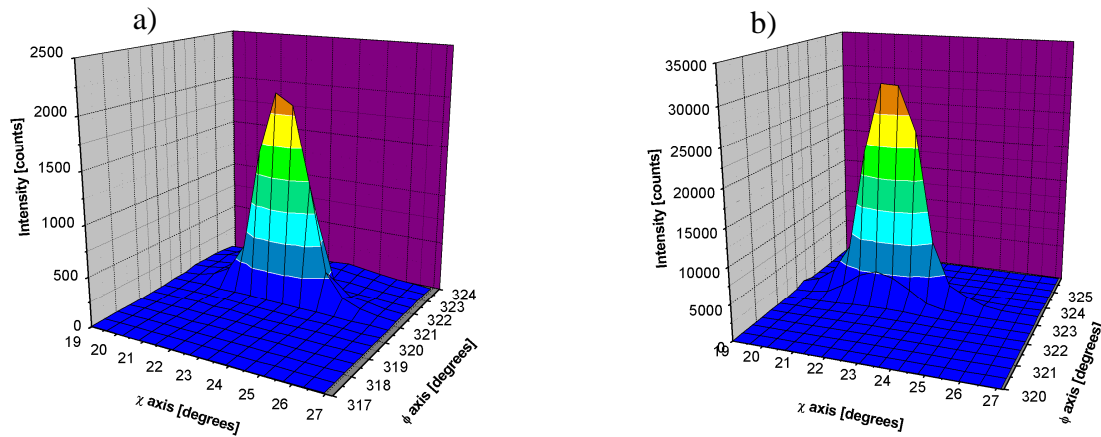 a)
2500
2000
1500
1000
500
0
Intensity [counts]
19 20 21 22 23 24 25 26 27
χ axis [degrees]
317 318 319 320 321 322 323 324
ϕ axis [degrees]
b)
35000
30000
25000
20000
15000
10000
5000
0
Intensity [counts]
19 20 21 22 23 24 25 26 27
χ axis [degrees]
320 321 322 323 324 325
ϕ axis [degrees]